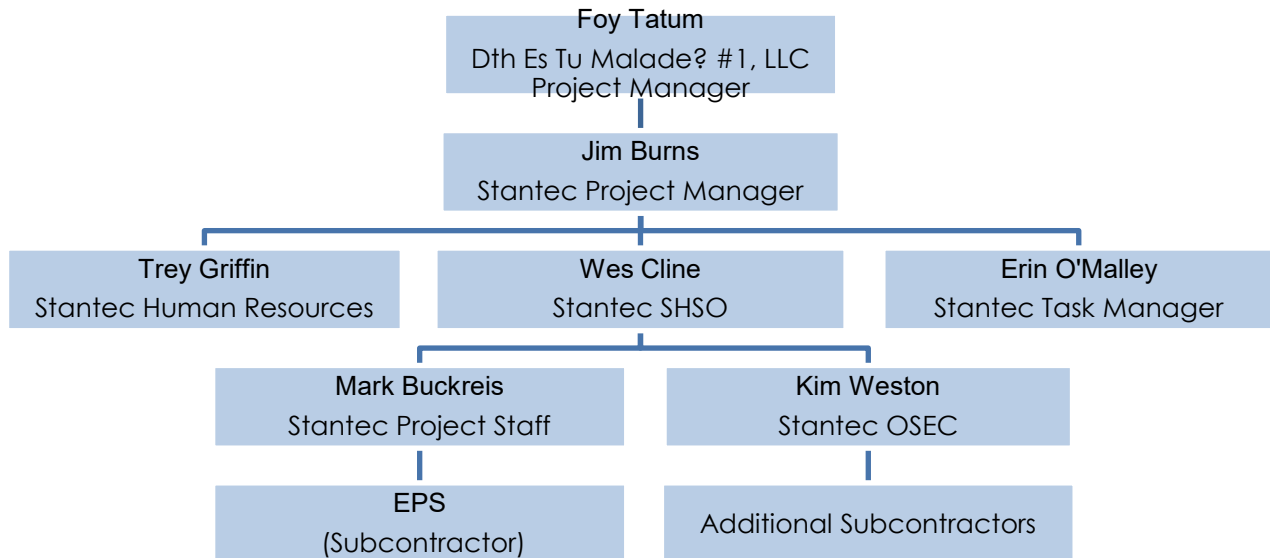 Foy Tatum
Dth Es Tu Malade? #1, LLC
Project Manager
Jim Burns
Stantec Project Manager
Trey Griffin
Stantec Human Resources
Wes Cline
Stantec SHSO
Erin O'Malley
Stantec Task Manager
Mark Buckreis
Stantec Project Staff
Kim Weston
Stantec OSEC
EPS
(Subcontractor)
Additional Subcontractors